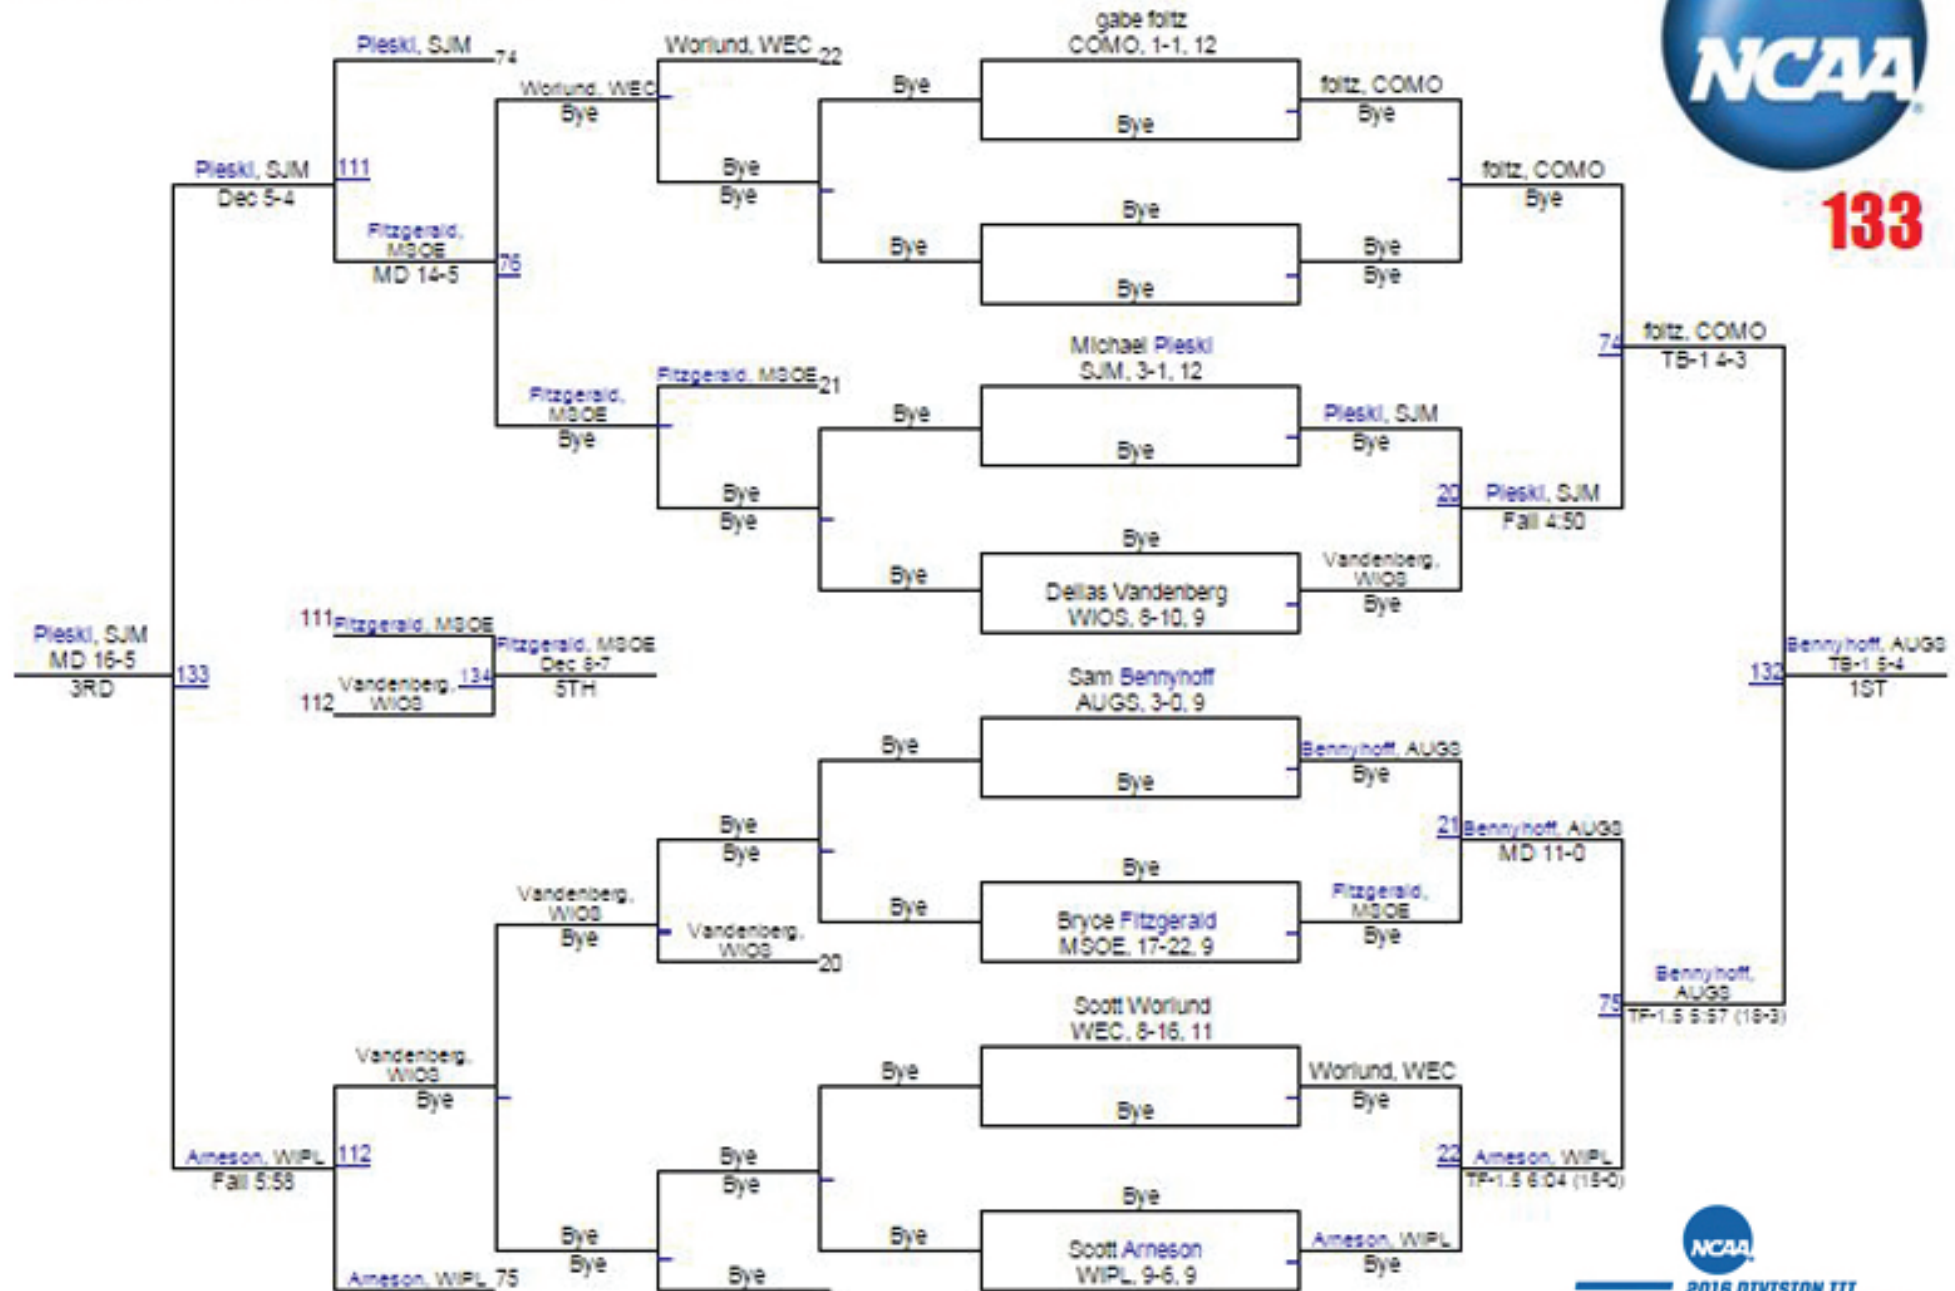 gabe foltz
COMO, 1-1, 12
Pleskl, SJM
74
Worlund, WEC
22
NCAA
Worlund, WEC
Bye
Bye
Bye
foltz, COMO
Bye
Pleskl, SJM
Dec 5-4
111
Bye
Bye
foltz, COMO
Bye
133
Fitzgerald,
MSOE
MD 14-5
76
Bye
Bye
Bye
Bye
Bye
Michael Pleskl
SJM, 3-1, 12
74
foltz, COMO
TB-1 4-3
Fitzgerald, MSOE
21
Fitzgerald,
MSOE
Bye
Bye
Bye
Pleskl, SJM
Bye
Bye
Bye
20
Pleskl, SJM
Fall 4:50
Bye
Bye
Dellas Vandenberg
WIOS, 8-10, 9
Vandenberg,
WIOS
Bye
111
Fitzgerald, MSOE
Pleskl, SJM
MD 16-5
3RD
133
Vandenberg,
WIOS
112
134
Fitzgerald, MSOE
Dec 8-7
5TH
Sam Bennyhoff
AUGS, 3-0, 9
132
Bennyhoff, AUGS
TB-1 5-4
1ST
Bye
Bye
Bennyhoff, AUGS
Bye
Bye
Bye
21
Bennyhoff, AUGS
MD 11-0
Vandenberg,
WIOS
Bye
Vandenberg,
WIOS
20
Bye
Bye
Bryce Fitzgerald
MSOE, 17-22, 9
Fitzgerald,
MSOE
Bye
Scott Worlund
WEC, 8-16, 11
75
Bennyhoff,
AUGS
TF-1.5 5:57 (18-3)
Vandenberg,
WIOS
Bye
Bye
Bye
Worlund, WEC
Bye
Arneson, WIPL
Fall 5:58
112
Bye
Bye
22
Arneson, WIPL
TF-1.5 6:04 (15-0)
Bye
Bye
Bye
Bye
Scott Arneson
WIPL, 9-6, 9
Arneson, WIPL
Bye
Arneson, WIPL
75
Bye
NCAA
2016 DIVISION III